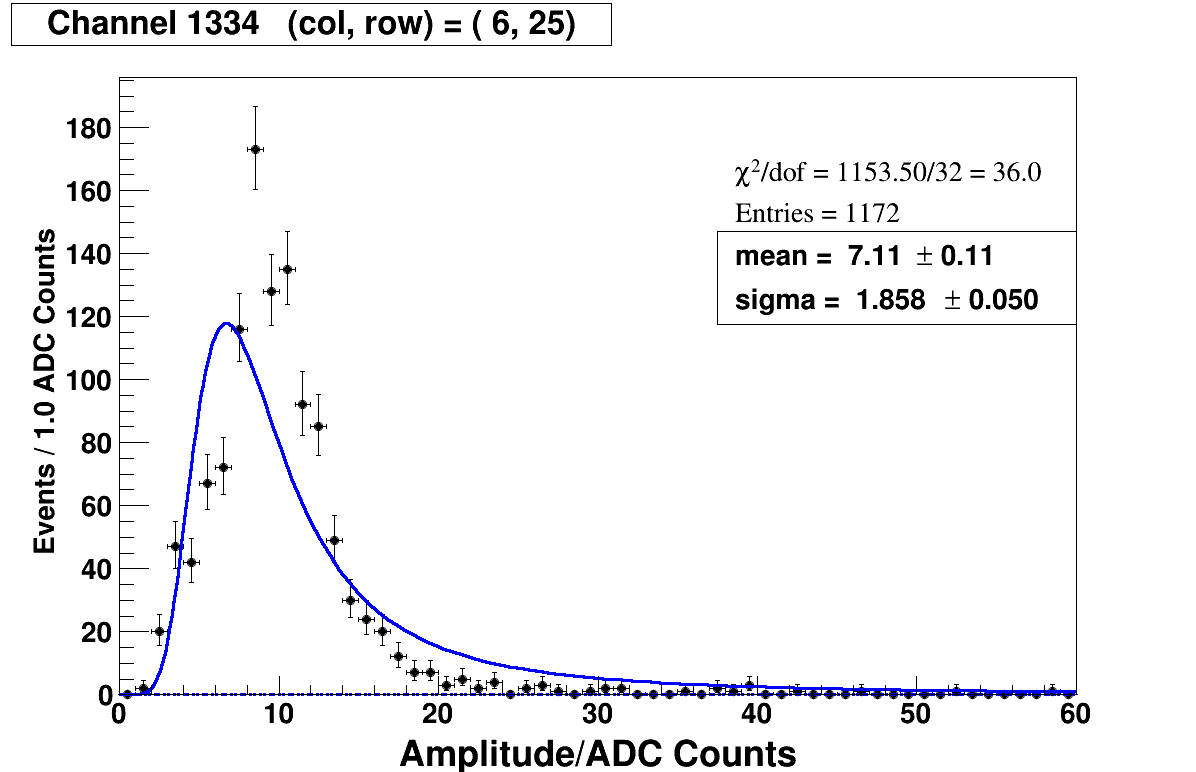 Channel 1334 (col, row) = ( 6, 25)
χ²/dof = 1153.50/32 = 36.0
Entries = 1172
mean = 7.11 ± 0.11
sigma = 1.858 ± 0.050
Events / 1.0 ADC Counts
180
160
140
120
100
80
60
40
20
0
0 10 20 30 40 50 60
Amplitude/ADC Counts